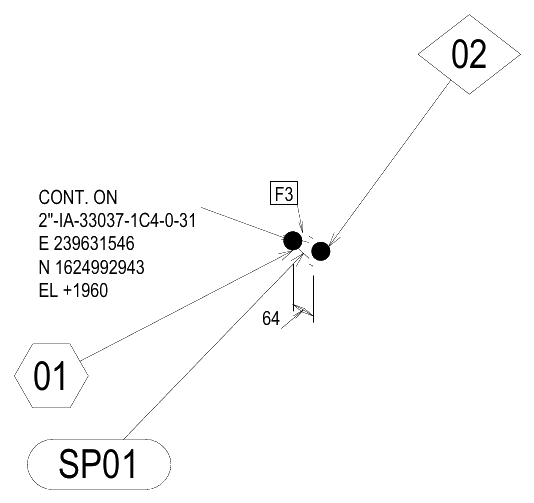 02
CONT. ON
2"-IA-33037-1C4-0-31
E 239631546
N 1624992943
EL +1960
F3
64
01
SP01